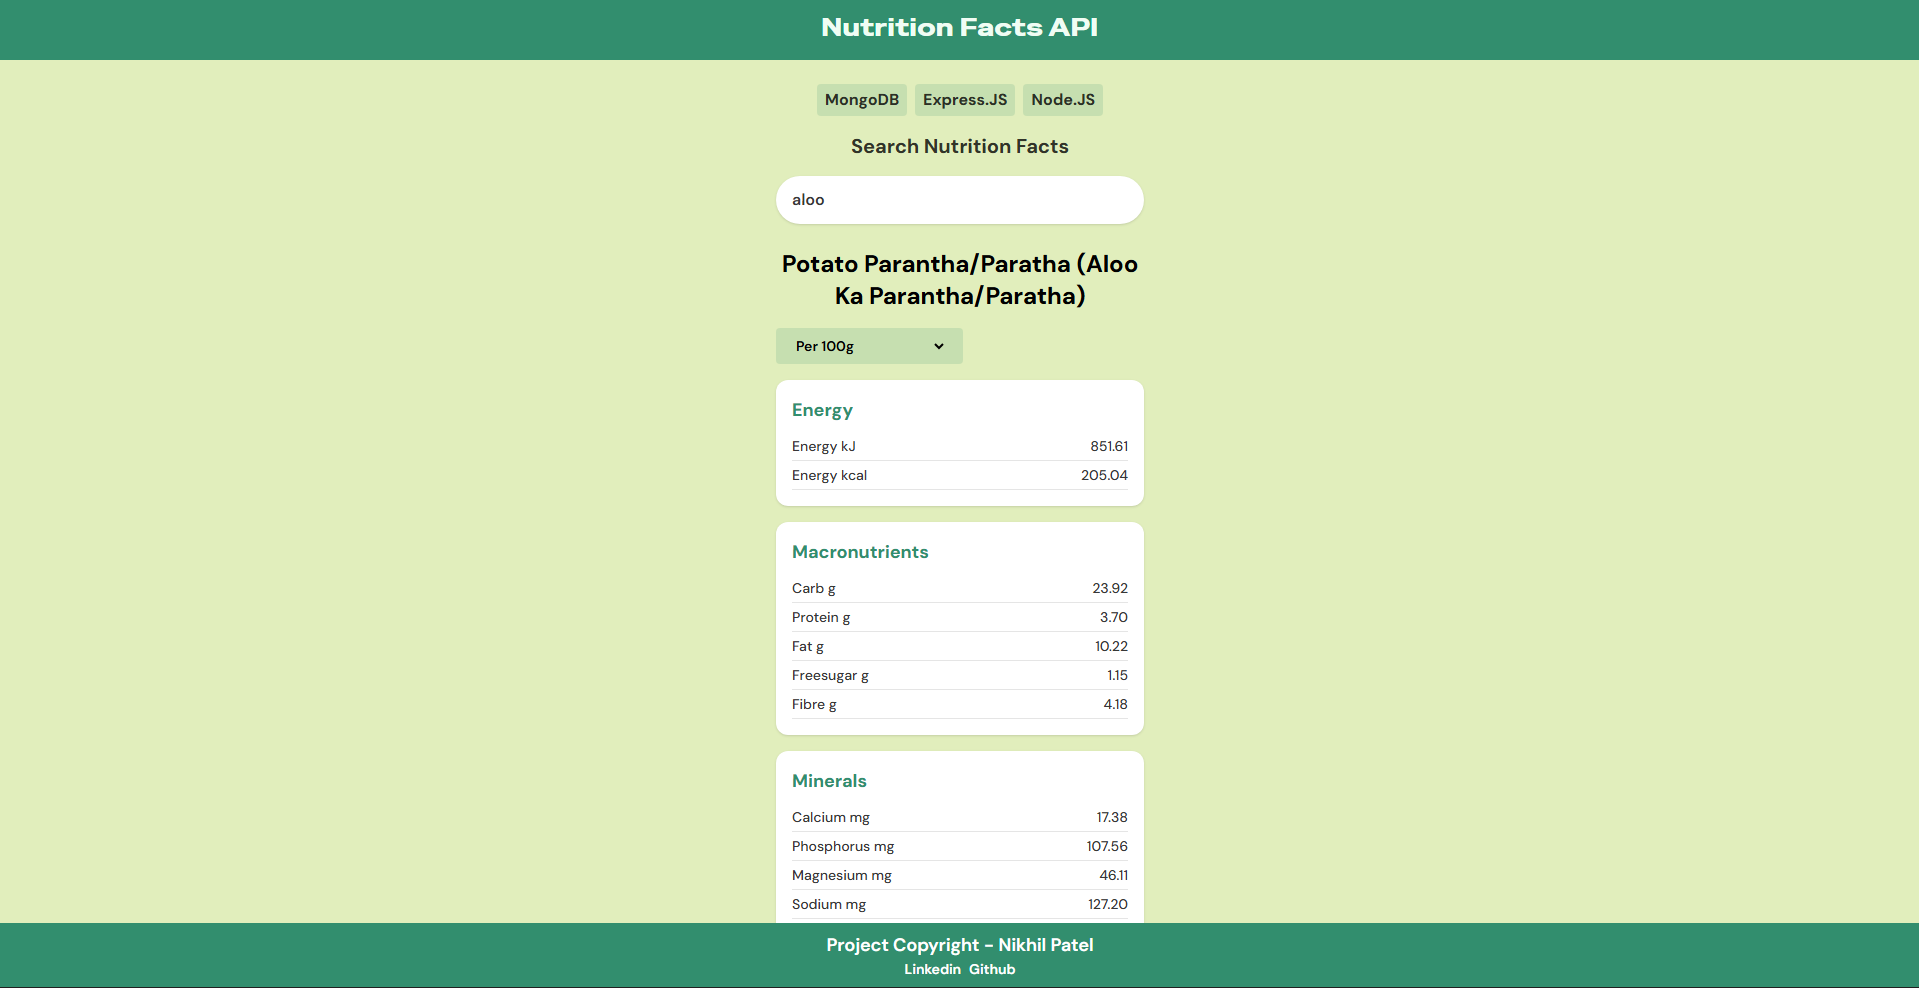 Nutrition Facts API
MongoDB Express.JS Node.JS
Search Nutrition Facts
aloo
Potato Parantha/Paratha (Aloo
Ka Parantha/Paratha)
Per 100g
Energy
Energy kJ 851.61
Energy kcal 205.04
Macronutrients
Carb g 23.92
Protein g 3.70
Fat g 10.22
Freesugar g 1.15
Fibre g 4.18
Minerals
Calcium mg 17.38
Phosphorus mg 107.56
Magnesium mg 46.11
Sodium mg 127.20
Project Copyright - Nikhil Patel
Linkedin Github